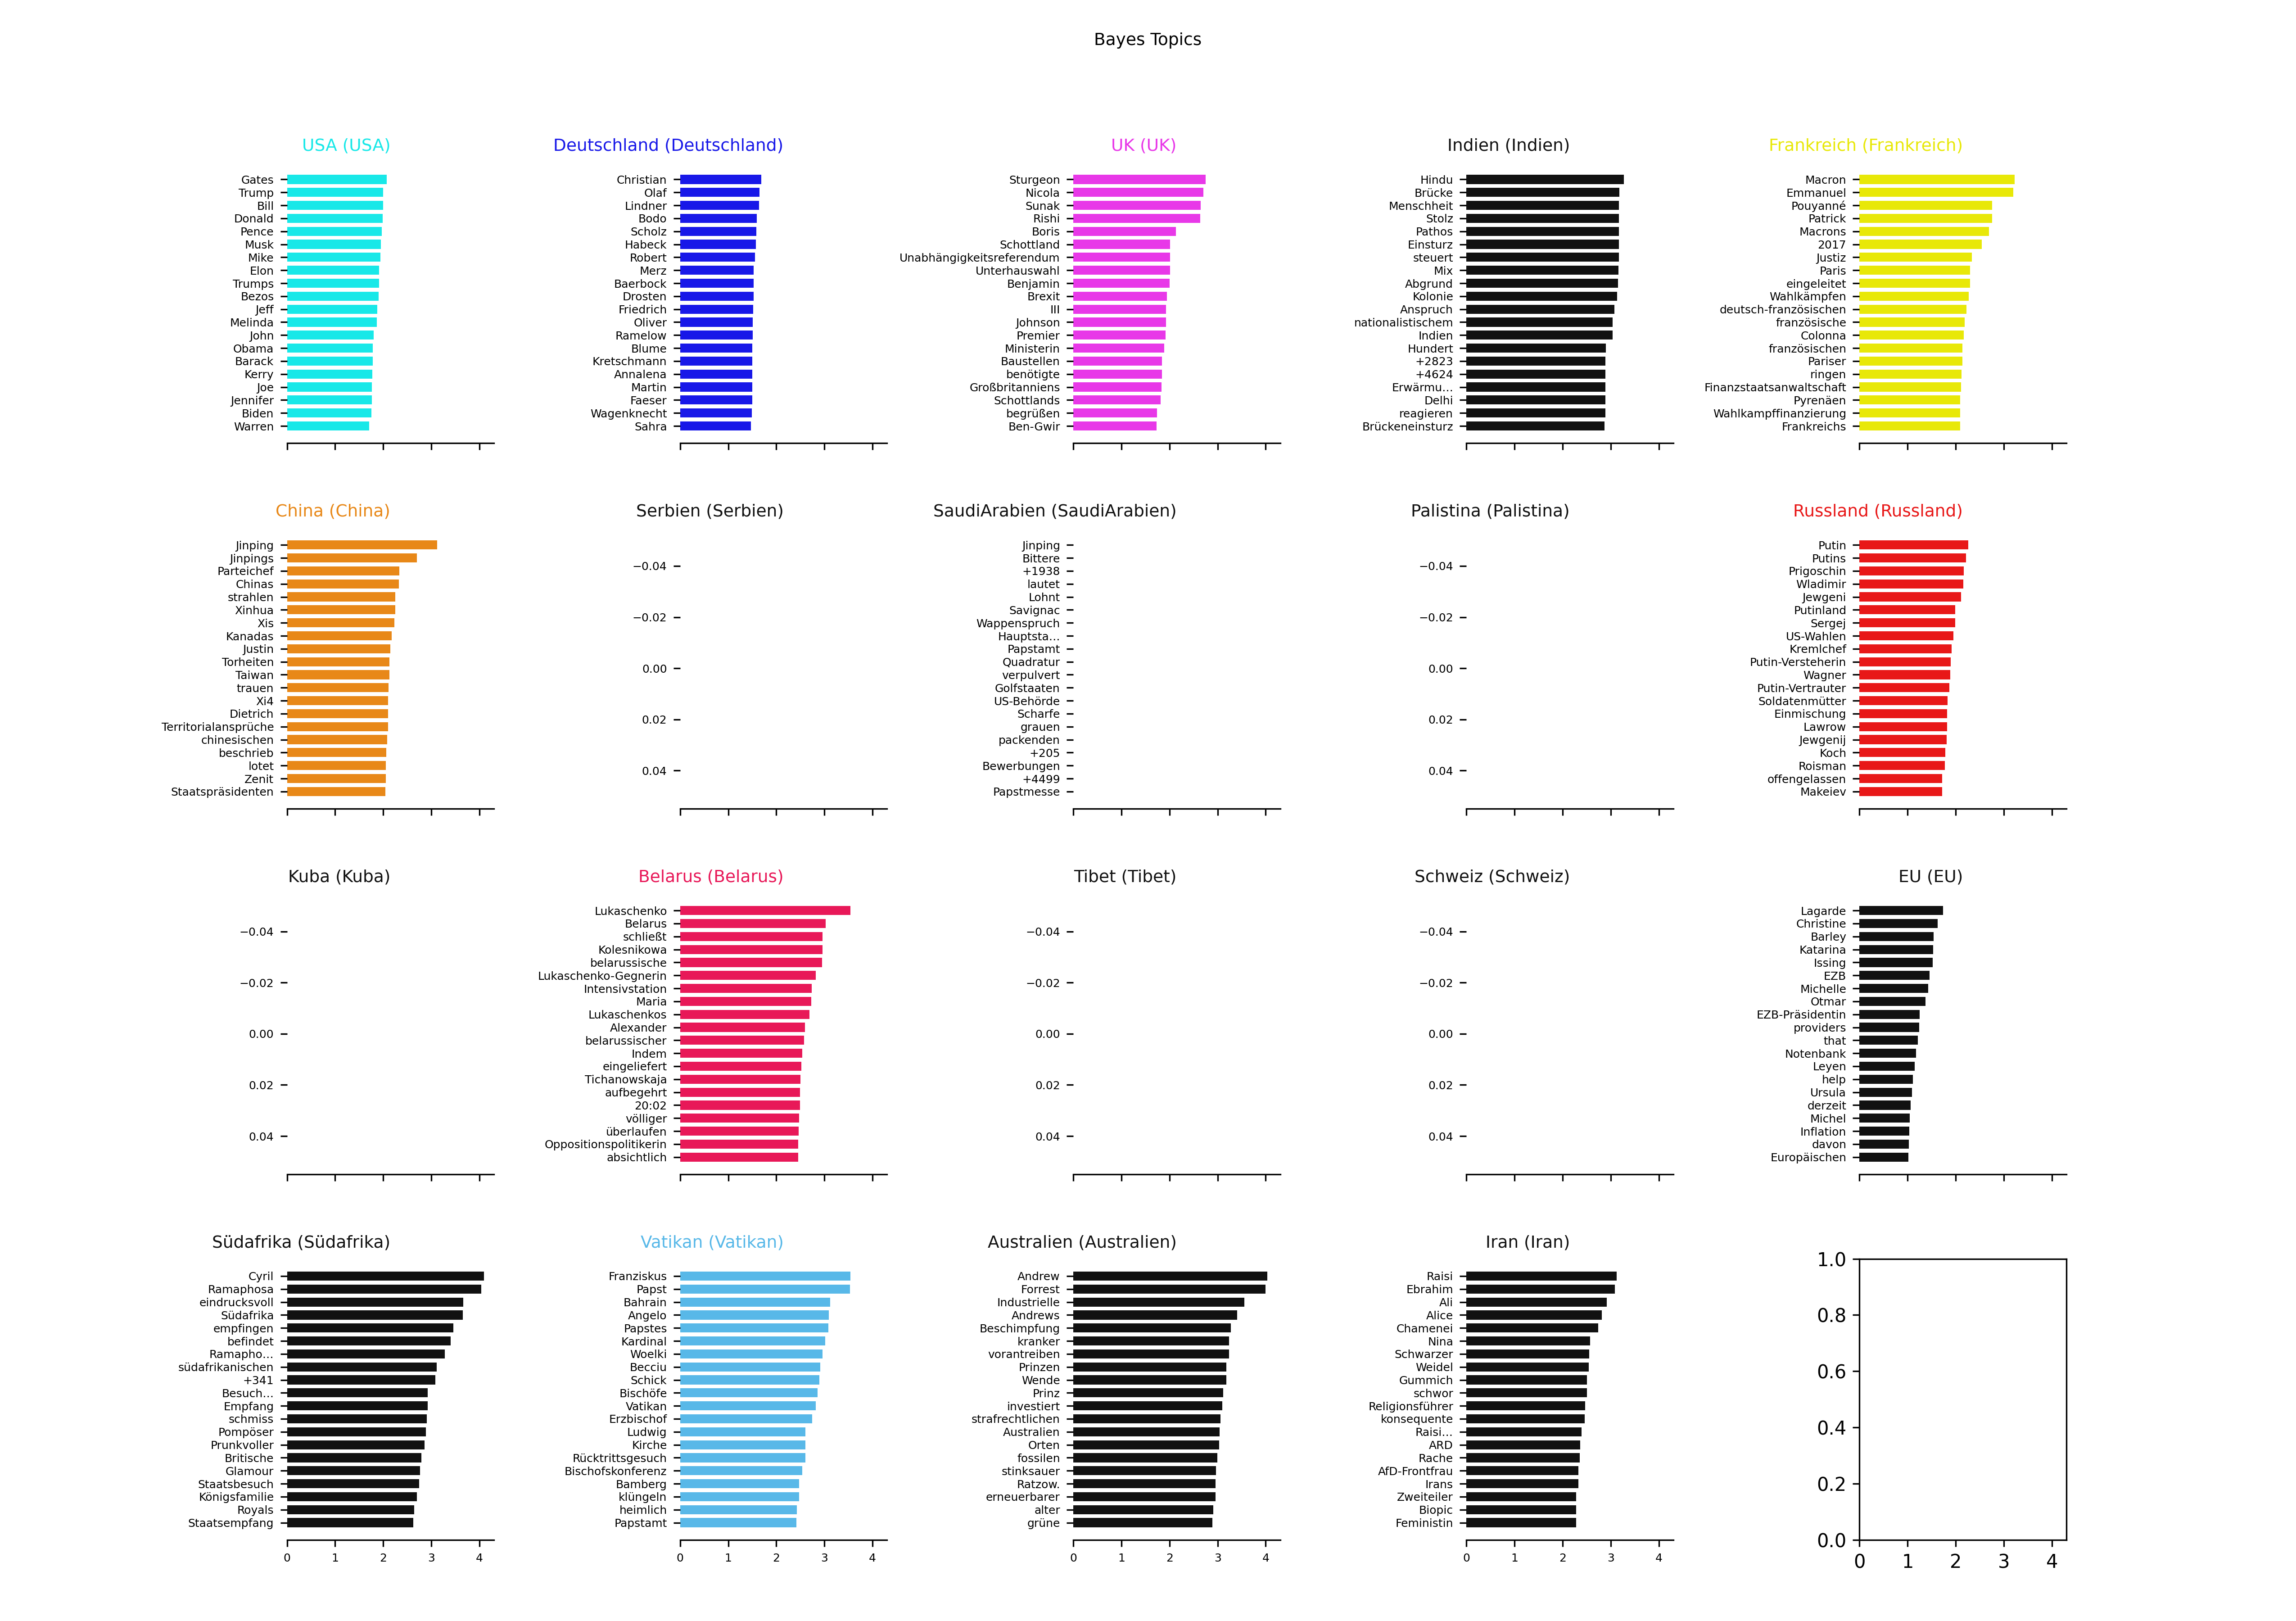 Bayes Topics
USA (USA)
Gates
Trump
Bill
Donald
Pence
Musk
Mike
Elon
Trumps
Bezos
Jeff
Melinda
John
Obama
Barack
Kerry
Joe
Jennifer
Biden
Warren
Deutschland (Deutschland)
Christian
Olaf
Lindner
Bodo
Scholz
Habeck
Robert
Merz
Baerbock
Drosten
Friedrich
Oliver
Ramelow
Blume
Kretschmann
Annalena
Martin
Faeser
Wagenknecht
Sahra
UK (UK)
Sturgeon
Nicola
Sunak
Rishi
Boris
Schottland
Unabhängigkeitsreferendum
Unterhauswahl
Benjamin
Brexit
III
Johnson
Premier
Ministerin
Baustellen
benötigte
Großbritanniens
Schottlands
begrüßen
Ben-Gwir
Indien (Indien)
Hindu
Brücke
Menschheit
Stolz
Pathos
Einsturz
steuert
Mix
Abgrund
Kolonie
Anspruch
nationalistischem
Indien
Hundert
+2823
+4624
Erwärmu...
Delhi
reagieren
Brückeneinsturz
Frankreich (Frankreich)
Macron
Emmanuel
Pouyanné
Patrick
Macrons
2017
Justiz
Paris
eingeleitet
Wahlkämpfen
deutsch-französischen
französische
Colonna
französischen
Pariser
ringen
Finanzstaatsanwaltschaft
Pyrenäen
Wahlkampffinanzierung
Frankreichs
China (China)
Jinping
Jinpings
Parteichef
Chinas
strahlen
Xinhua
Xis
Kanadas
Justin
Torheiten
Taiwan
trauen
Xi4
Dietrich
Territorialansprüche
chinesischen
beschrieb
lotet
Zenit
Staatspräsidenten
Serbien (Serbien)
−0.04
−0.02
0.00
0.02
0.04
SaudiArabien (SaudiArabien)
Jinping
Bittere
+1938
lautet
Lohnt
Savignac
Wappenspruch
Hauptsta...
Papstamt
Quadratur
verpulvert
Golfstaaten
US-Behörde
Scharfe
grauen
packenden
+205
Bewerbungen
+4499
Papstmesse
Palistina (Palistina)
−0.04
−0.02
0.00
0.02
0.04
Russland (Russland)
Putin
Putins
Prigoschin
Wladimir
Jewgeni
Putinland
Sergej
US-Wahlen
Kremlchef
Putin-Versteherin
Wagner
Putin-Vertrauter
Soldatenmütter
Einmischung
Lawrow
Jewgenij
Koch
Roisman
offengelassen
Makeiev
Kuba (Kuba)
−0.04
−0.02
0.00
0.02
0.04
Belarus (Belarus)
Lukaschenko
Belarus
schließt
Kolesnikowa
belarussische
Lukaschenko-Gegnerin
Intensivstation
Maria
Lukaschenkos
Alexander
belarussischer
Indem
eingeliefert
Tichanowskaja
aufbegehrt
20:02
völliger
überlaufen
Oppositionspolitikerin
absichtlich
Tibet (Tibet)
−0.04
−0.02
0.00
0.02
0.04
Schweiz (Schweiz)
−0.04
−0.02
0.00
0.02
0.04
EU (EU)
Lagarde
Christine
Barley
Katarina
Issing
EZB
Michelle
Otmar
EZB-Präsidentin
providers
that
Notenbank
Leyen
help
Ursula
derzeit
Michel
Inflation
davon
Europäischen
Südafrika (Südafrika)
Cyril
Ramaphosa
eindrucksvoll
Südafrika
empfingen
befindet
Ramapho...
südafrikanischen
+341
Besuch...
Empfang
schmiss
Pompöser
Prunkvoller
Britische
Glamour
Staatsbesuch
Königsfamilie
Royals
Staatsempfang
0 1 2 3 4
Vatikan (Vatikan)
Franziskus
Papst
Bahrain
Angelo
Papstes
Kardinal
Woelki
Becciu
Schick
Bischöfe
Vatikan
Erzbischof
Ludwig
Kirche
Rücktrittsgesuch
Bischofskonferenz
Bamberg
klüngeln
heimlich
Papstamt
0 1 2 3 4
Australien (Australien)
Andrew
Forrest
Industrielle
Andrews
Beschimpfung
kranker
vorantreiben
Prinzen
Wende
Prinz
investiert
strafrechtlichen
Australien
Orten
fossilen
stinksauer
Ratzow.
erneuerbarer
alter
grüne
0 1 2 3 4
Iran (Iran)
Raisi
Ebrahim
Ali
Alice
Chamenei
Nina
Schwarzer
Weidel
Gummich
schwor
Religionsführer
konsequente
Raisi...
ARD
Rache
AfD-Frontfrau
Irans
Zweiteiler
Biopic
Feministin
0 1 2 3 4
1.0
0.8
0.6
0.4
0.2
0.0
0 1 2 3 4